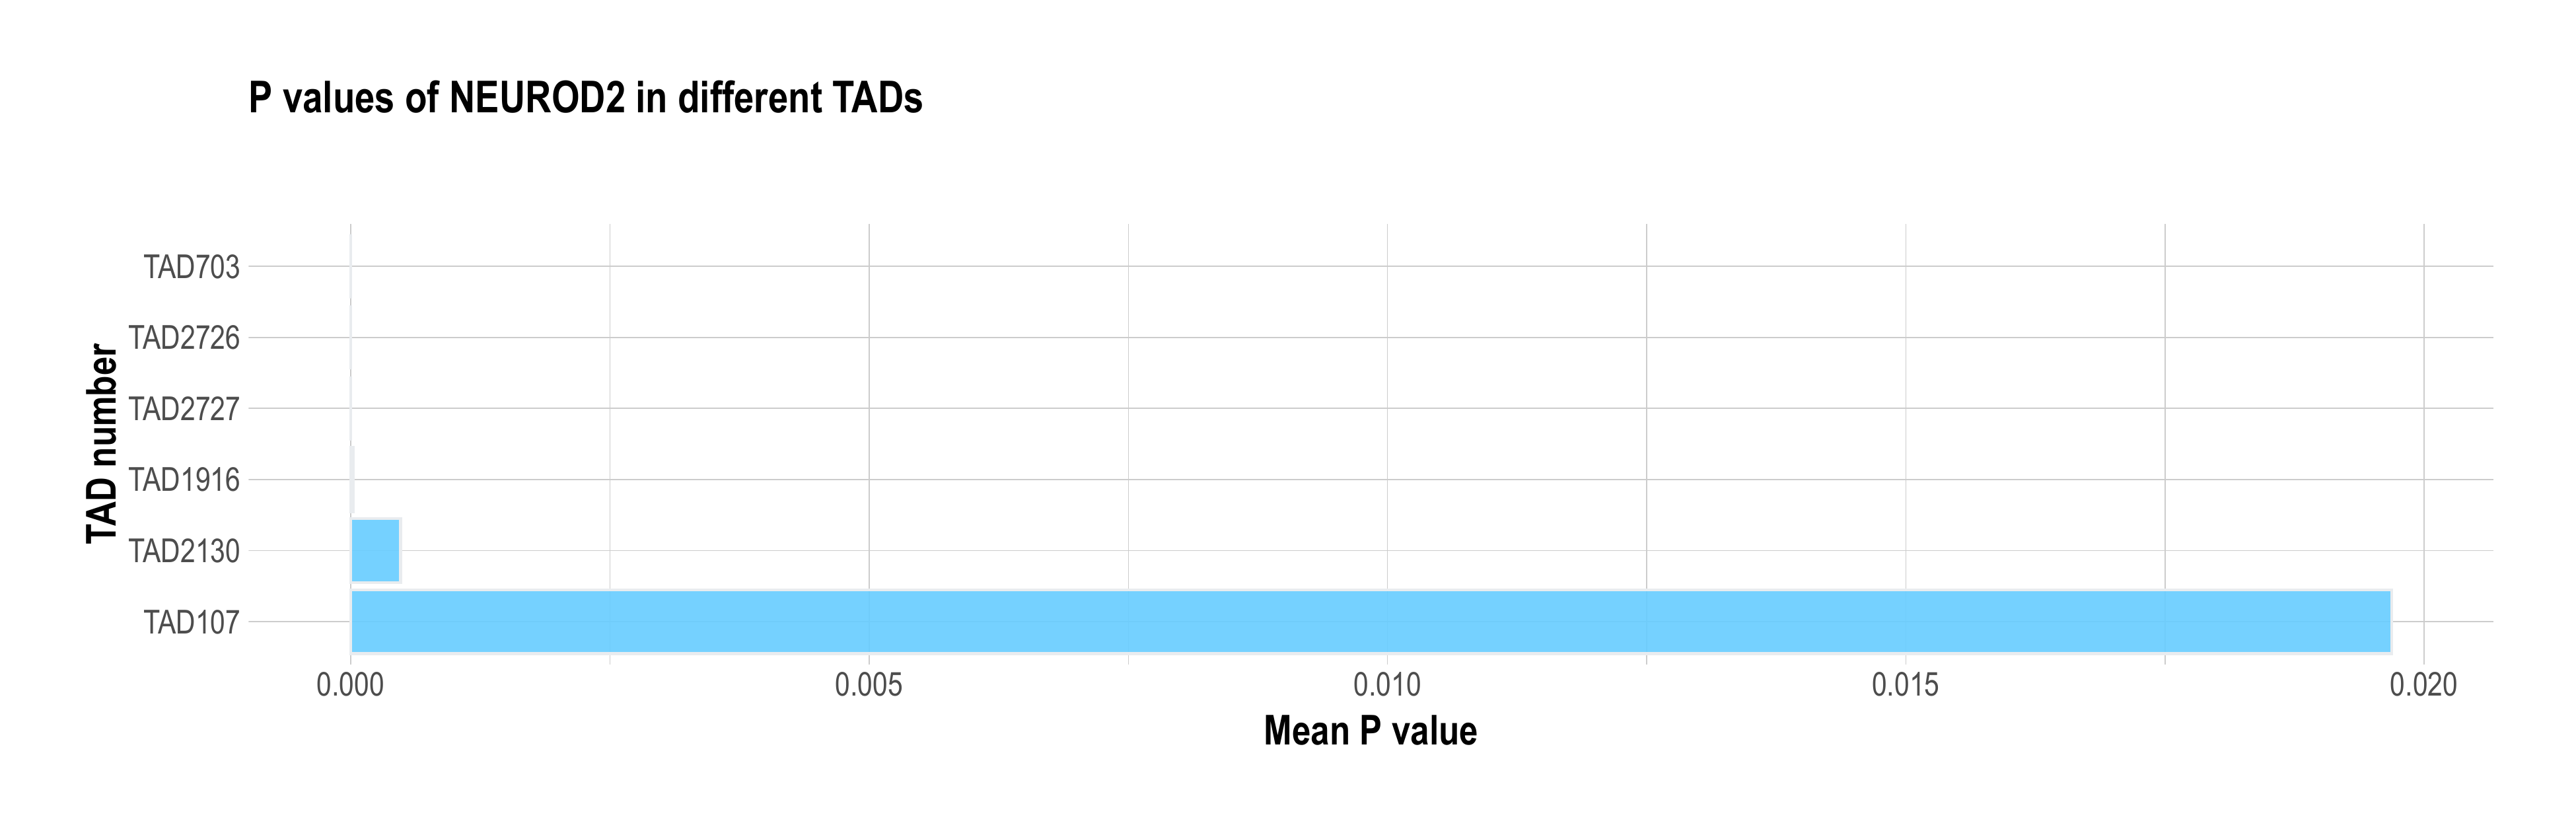 P values of NEUROD2 in different TADs
TAD number
TAD703
TAD2726
TAD2727
TAD1916
TAD2130
TAD107
0.000 0.005 0.010 0.015 0.020
Mean P value